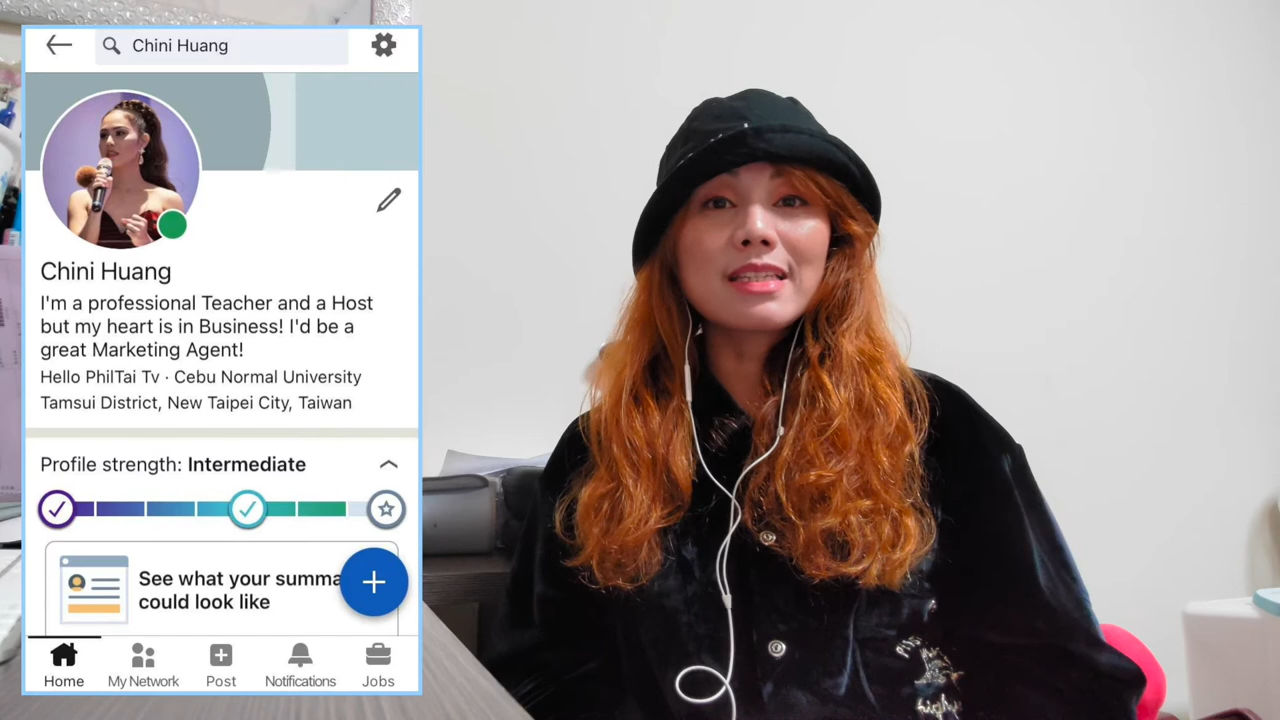 Chini Huang
Chini Huang
I'm a professional Teacher and a Host
but my heart is in Business! I'd be a
great Marketing Agent!
Hello PhilTai Tv · Cebu Normal University
Tamsui District, New Taipei City, Taiwan
Profile strength: Intermediate
See what your summa
could look like
Home
My Network
Post
Notifications
Jobs